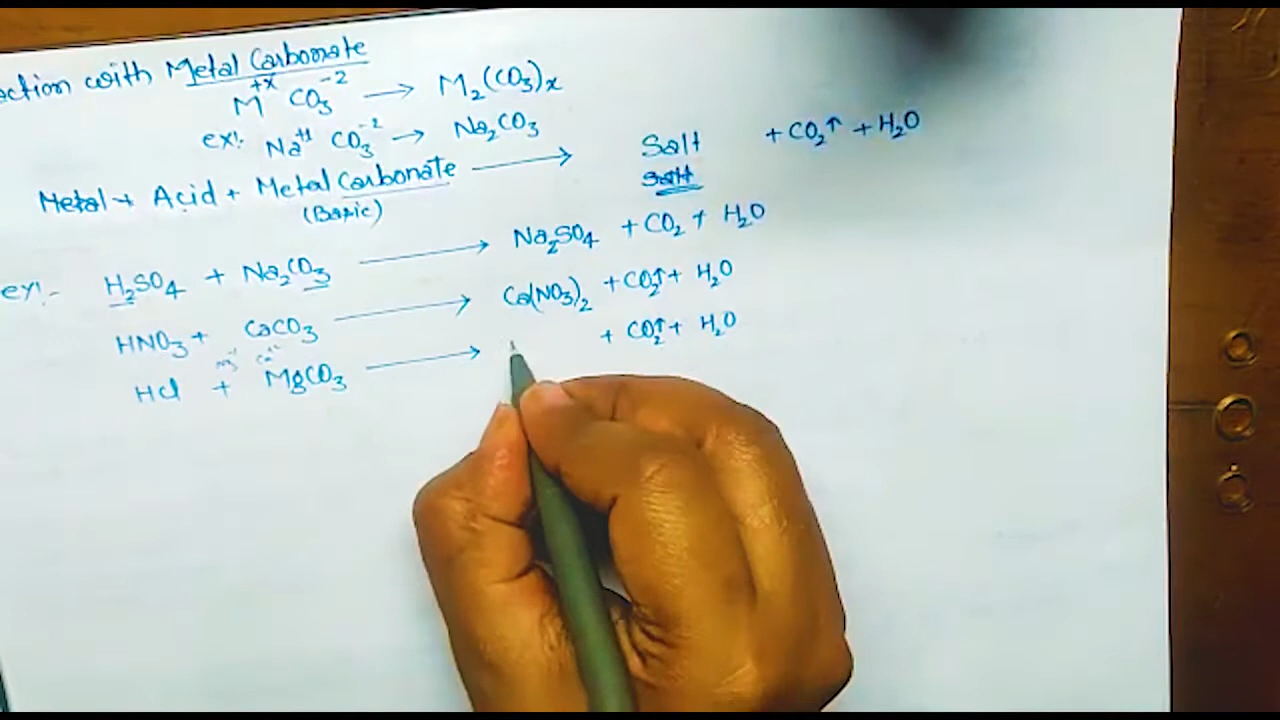 action with Metal Carbonate
M⁺ˣ CO₃⁻² → M₂(CO₃)x
ex!. Na⁺¹ CO₃⁻² → Na₂CO₃
Metal + Acid + Metal Carbonate → Salt + CO₂↑ + H₂O
(Basic) Salt
ex!- H₂SO₄ + Na₂CO₃ → Na₂SO₄ + CO₂ + H₂O
HNO₃ + CaCO₃ → Ca(NO₃)₂ + CO₂↑ + H₂O
HCl + MgCO₃ → + CO₂↑ + H₂O